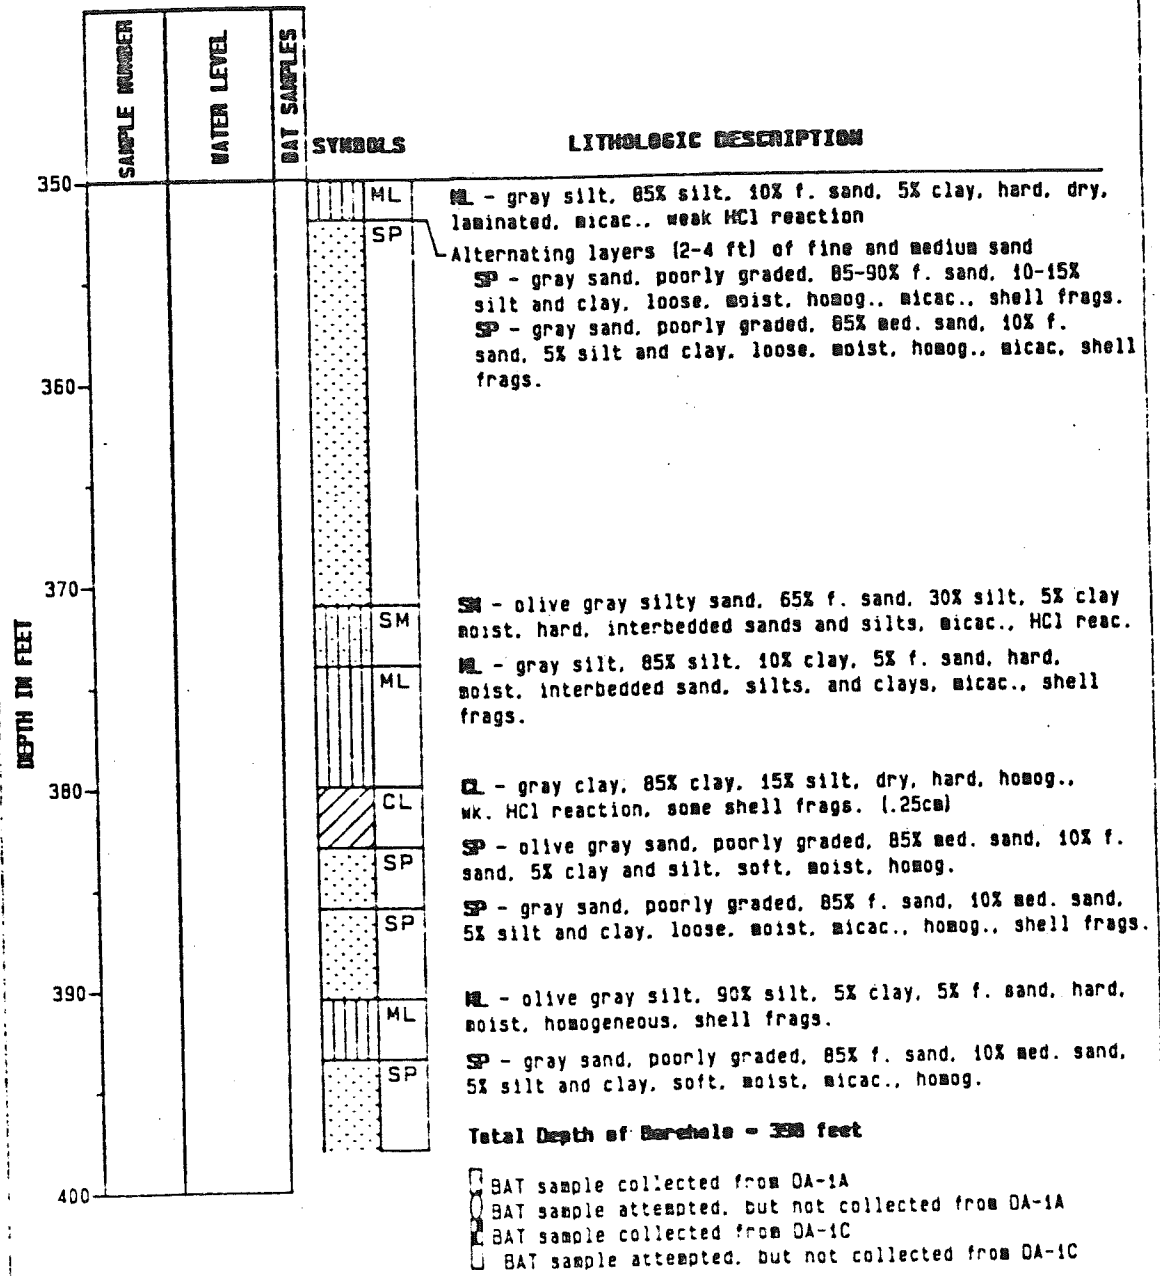 SAMPLE NUMBER
WATER LEVEL
BAT SAMPLES
SYMBOLS
LITHOLOGIC DESCRIPTION
DEPTH IN FEET
350
ML
ML - gray silt, 85% silt, 10% f. sand, 5% clay, hard, dry,
laminated, micac., weak HCl reaction
SP
Alternating layers (2-4 ft) of fine and medium sand
SP - gray sand, poorly graded, 85-90% f. sand, 10-15%
silt and clay, loose, moist, homog., micac., shell frags.
SP - gray sand, poorly graded, 85% med. sand, 10% f.
sand, 5% silt and clay, loose, moist, homog., micac, shell
frags.
360
370
SM
SM - olive gray silty sand, 65% f. sand, 30% silt, 5% clay
moist, hard, interbedded sands and silts, micac., HCl reac.
ML
ML - gray silt, 85% silt, 10% clay, 5% f. sand, hard,
moist, interbedded sand, silts, and clays, micac., shell
frags.
380
CL
CL - gray clay, 85% clay, 15% silt, dry, hard, homog.,
wk. HCl reaction, some shell frags. (.25cm)
SP
SP - olive gray sand, poorly graded, 85% med. sand, 10% f.
sand, 5% clay and silt, soft, moist, homog.
SP
SP - gray sand, poorly graded, 85% f. sand, 10% med. sand,
5% silt and clay, loose, moist, micac., homog., shell frags.
390
ML
ML - olive gray silt, 90% silt, 5% clay, 5% f. sand, hard,
moist, homogeneous, shell frags.
SP
SP - gray sand, poorly graded, 85% f. sand, 10% med. sand,
5% silt and clay, soft, moist, micac., homog.
Total Depth of Borehole = 398 feet
400
BAT sample collected from OA-1A
BAT sample attempted, but not collected from OA-1A
BAT sample collected from OA-1C
BAT sample attempted, but not collected from OA-1C